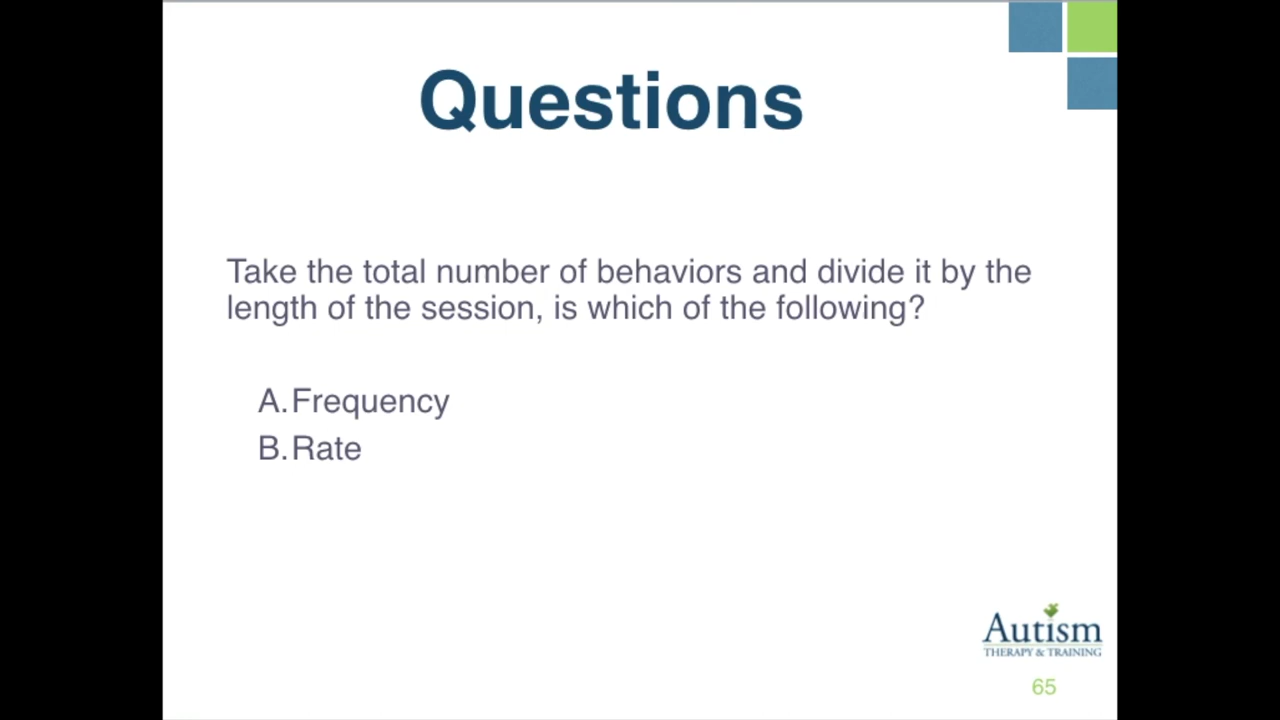 Questions
Take the total number of behaviors and divide it by the
length of the session, is which of the following?
A. Frequency
B. Rate
Autism
THERAPY & TRAINING
65